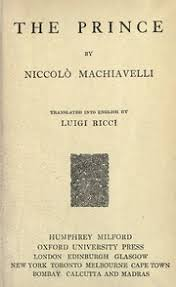 THE PRINCE
BY
NICCOLÒ MACHIAVELLI
TRANSLATED INTO ENGLISH BY
LUIGI RICCI
HUMPHREY MILFORD
OXFORD UNIVERSITY PRESS
LONDON EDINBURGH GLASGOW
NEW YORK TORONTO MELBOURNE CAPE TOWN
BOMBAY CALCUTTA AND MADRAS